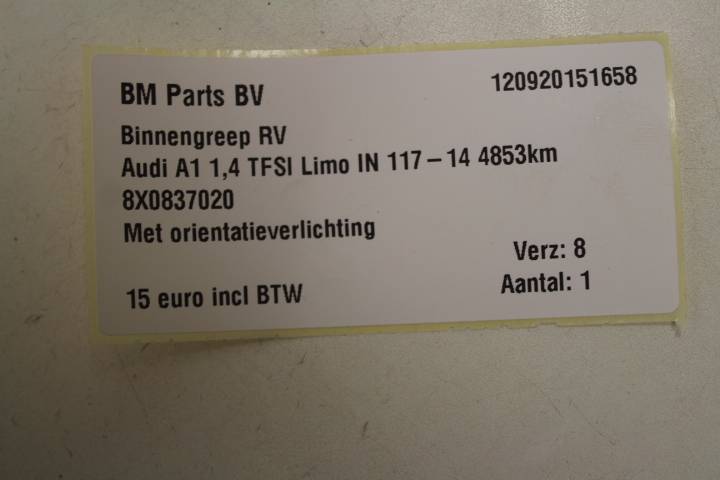 BM Parts BV
120920151658
Binnengreep RV
Audi A1 1,4 TFSI Limo IN 117 – 14 4853km
8X0837020
Met orientatieverlichting
Verz: 8
15 euro incl BTW
Aantal: 1